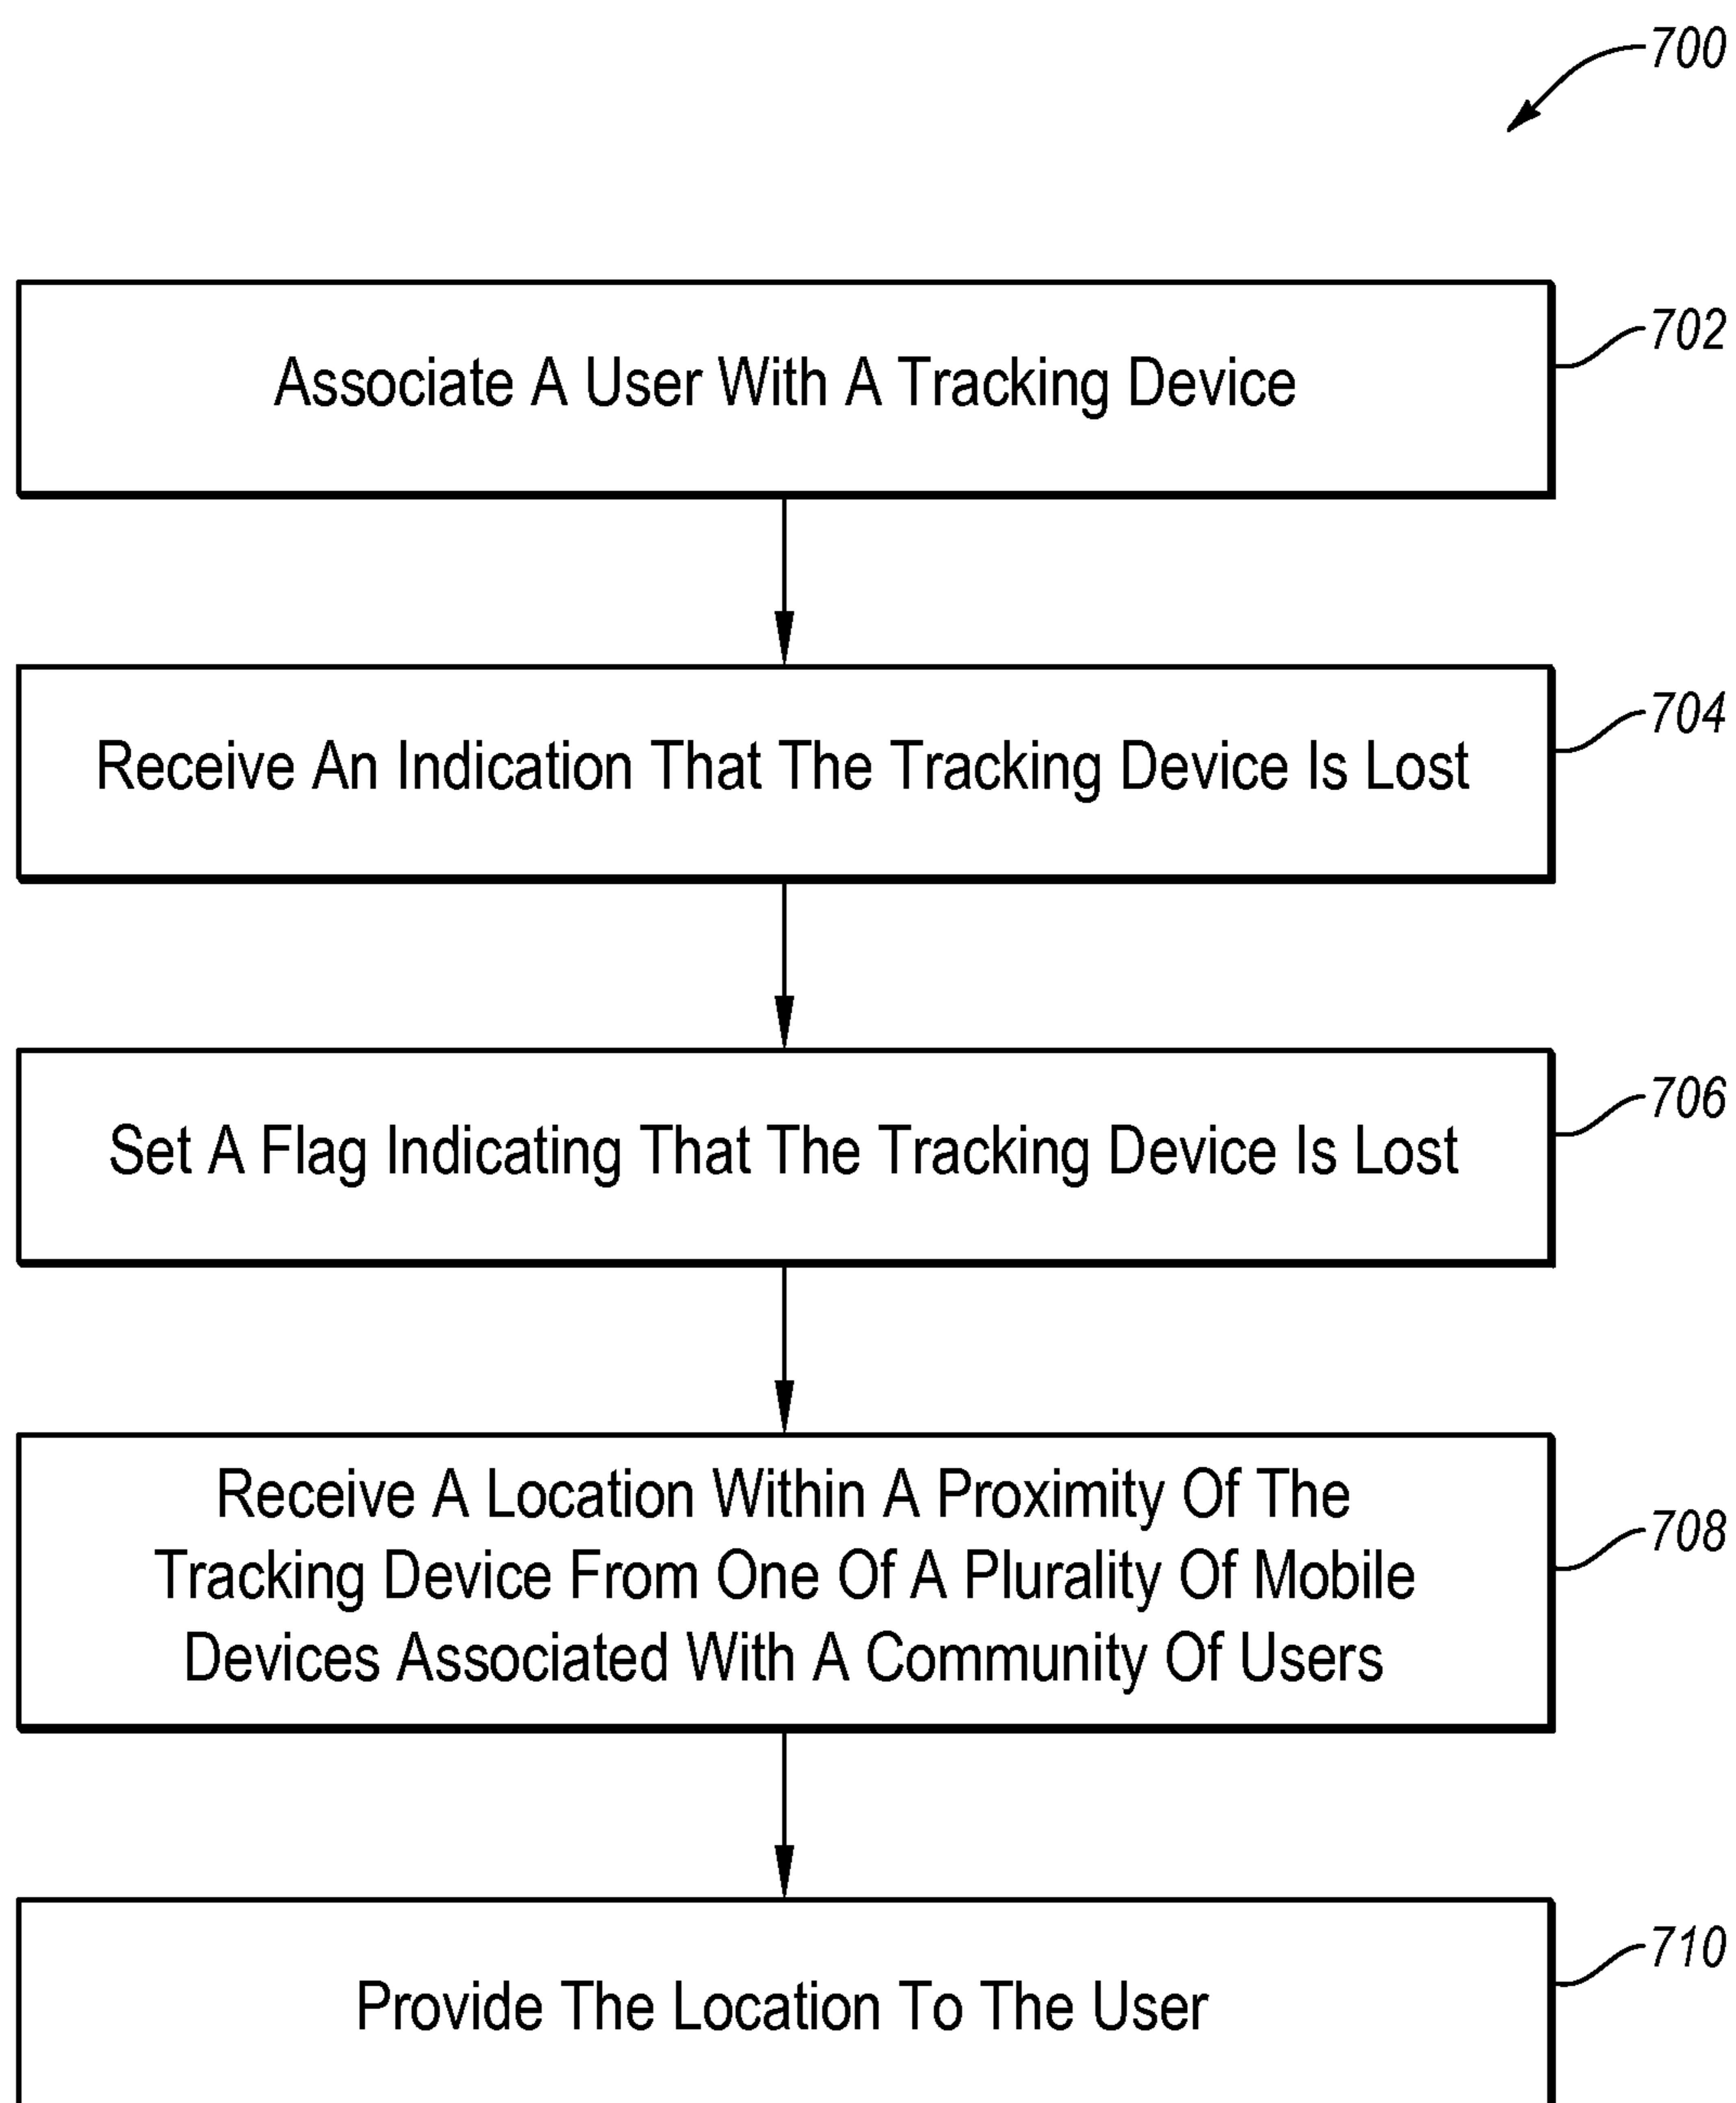 700
Associate A User With A Tracking Device
702
Receive An Indication That The Tracking Device Is Lost
704
Set A Flag Indicating That The Tracking Device Is Lost
706
Receive A Location Within A Proximity Of The
Tracking Device From One Of A Plurality Of Mobile
Devices Associated With A Community Of Users
708
Provide The Location To The User
710